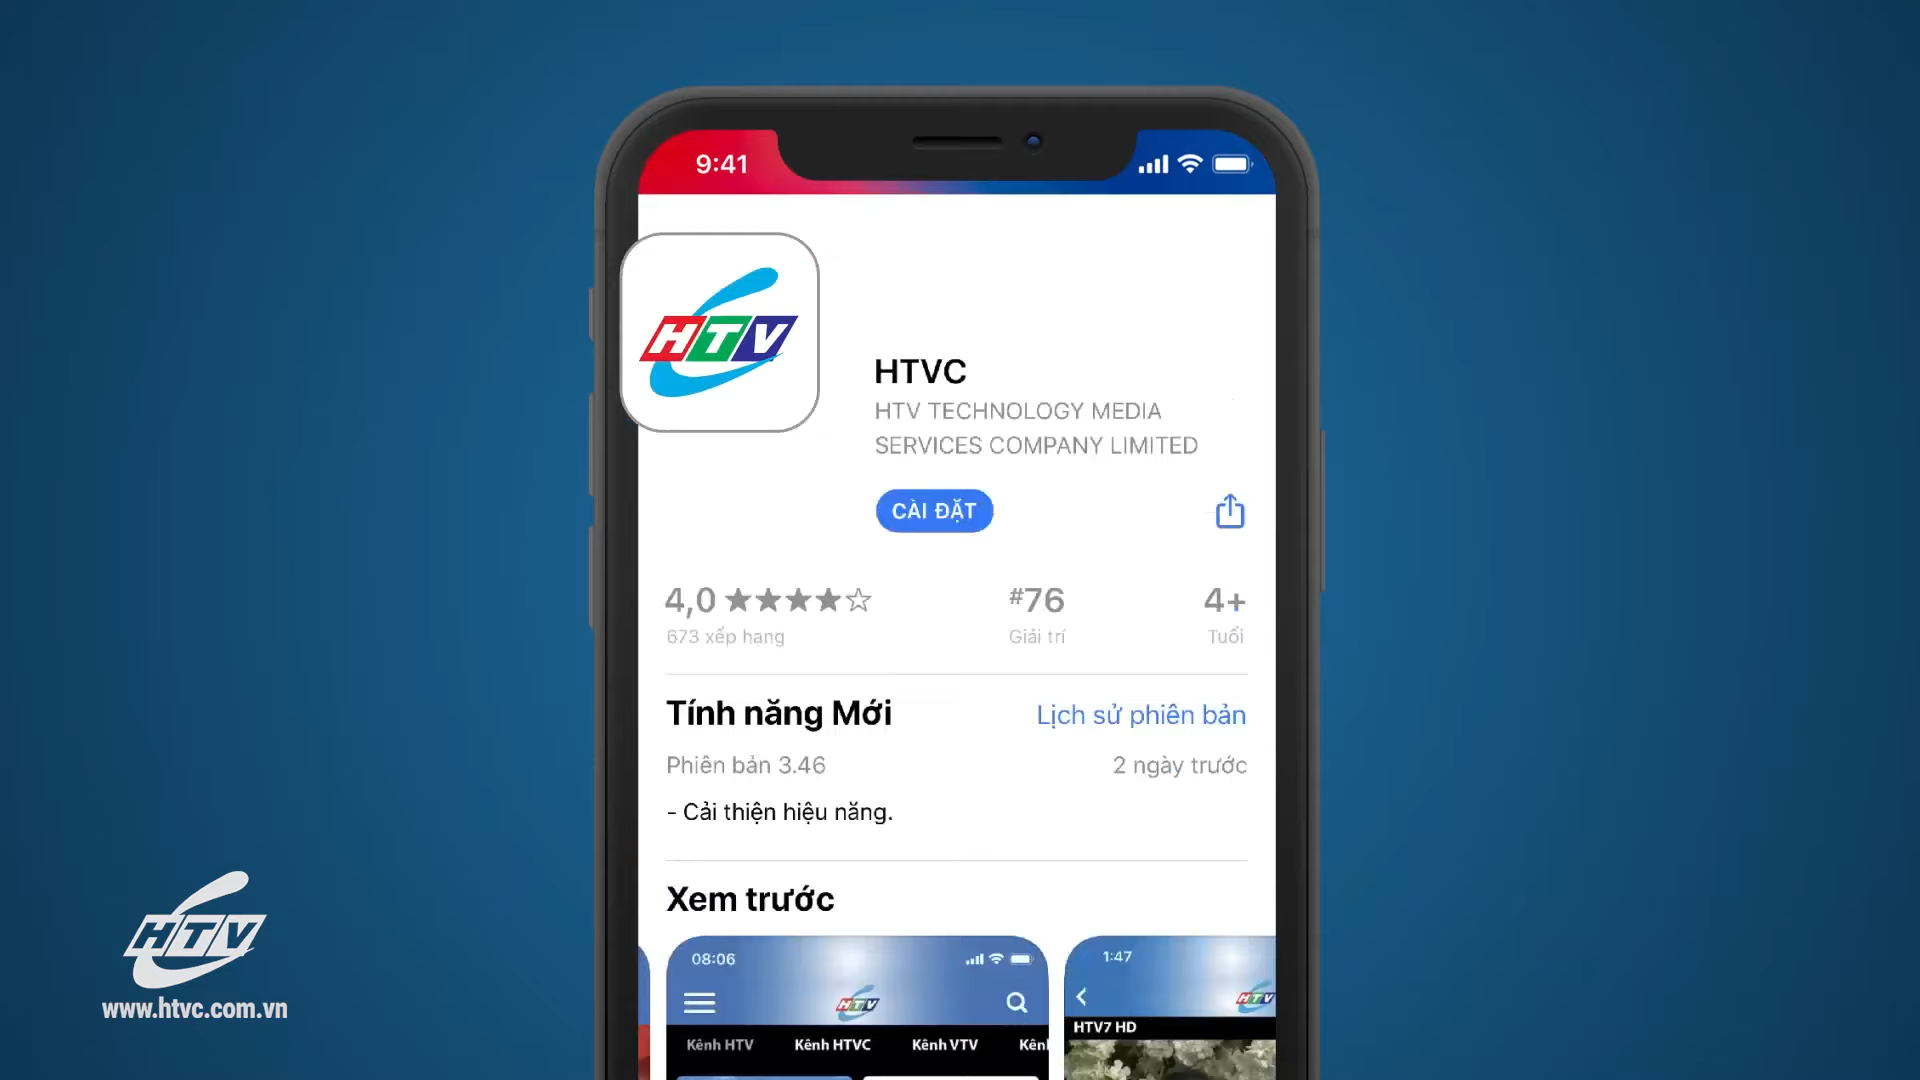 9:41
HTV
HTVC
HTV TECHNOLOGY MEDIA
SERVICES COMPANY LIMITED
CÀI ĐẶT
4,0
#76
4+
673 xếp hang
Giải trí
Tuổi
Tính năng Mới
Lịch sử phiên bản
Phiên bản 3.46
2 ngày trước
- Cải thiện hiệu năng.
Xem trước
08:06
HTV
Kênh HTV
Kênh HTVC
Kênh VTV
Kênh
1:47
HTV
HTV7 HD
HTV
www.htvc.com.vn